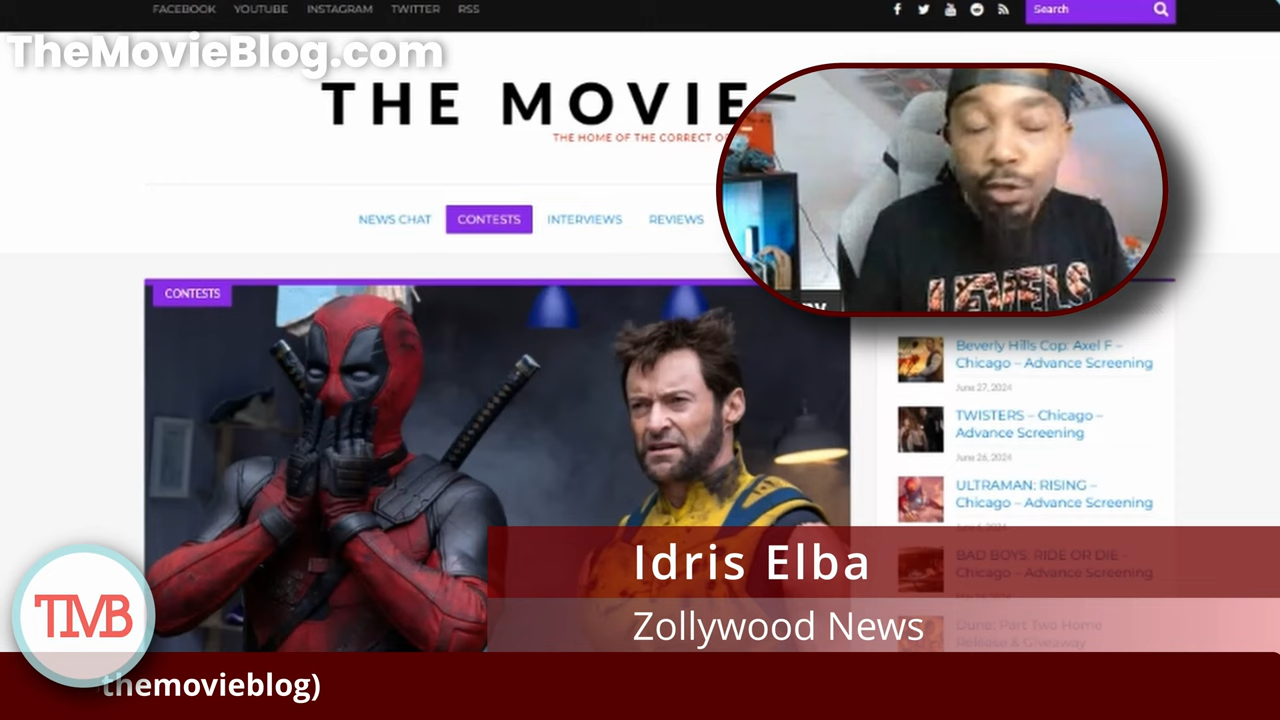 FACEBOOK YOUTUBE INSTAGRAM TWITTER RSS
Search
TheMovieBlog.com
THE MOVIE
THE HOME OF THE CORRECT
NEWS CHAT CONTESTS INTERVIEWS REVIEWS
CONTESTS
LEVELS
Beverly Hills Cop: Axel F –
Chicago – Advance Screening
June 27, 2024
TWISTERS – Chicago –
Advance Screening
June 26, 2024
ULTRAMAN: RISING –
Chicago – Advance Screening
BAD BOYS: RIDE OR DIE –
Chicago – Advance Screening
Dune: Part Two Home
Release & Giveaway
Idris Elba
Zollywood News
TMB
themovieblog)